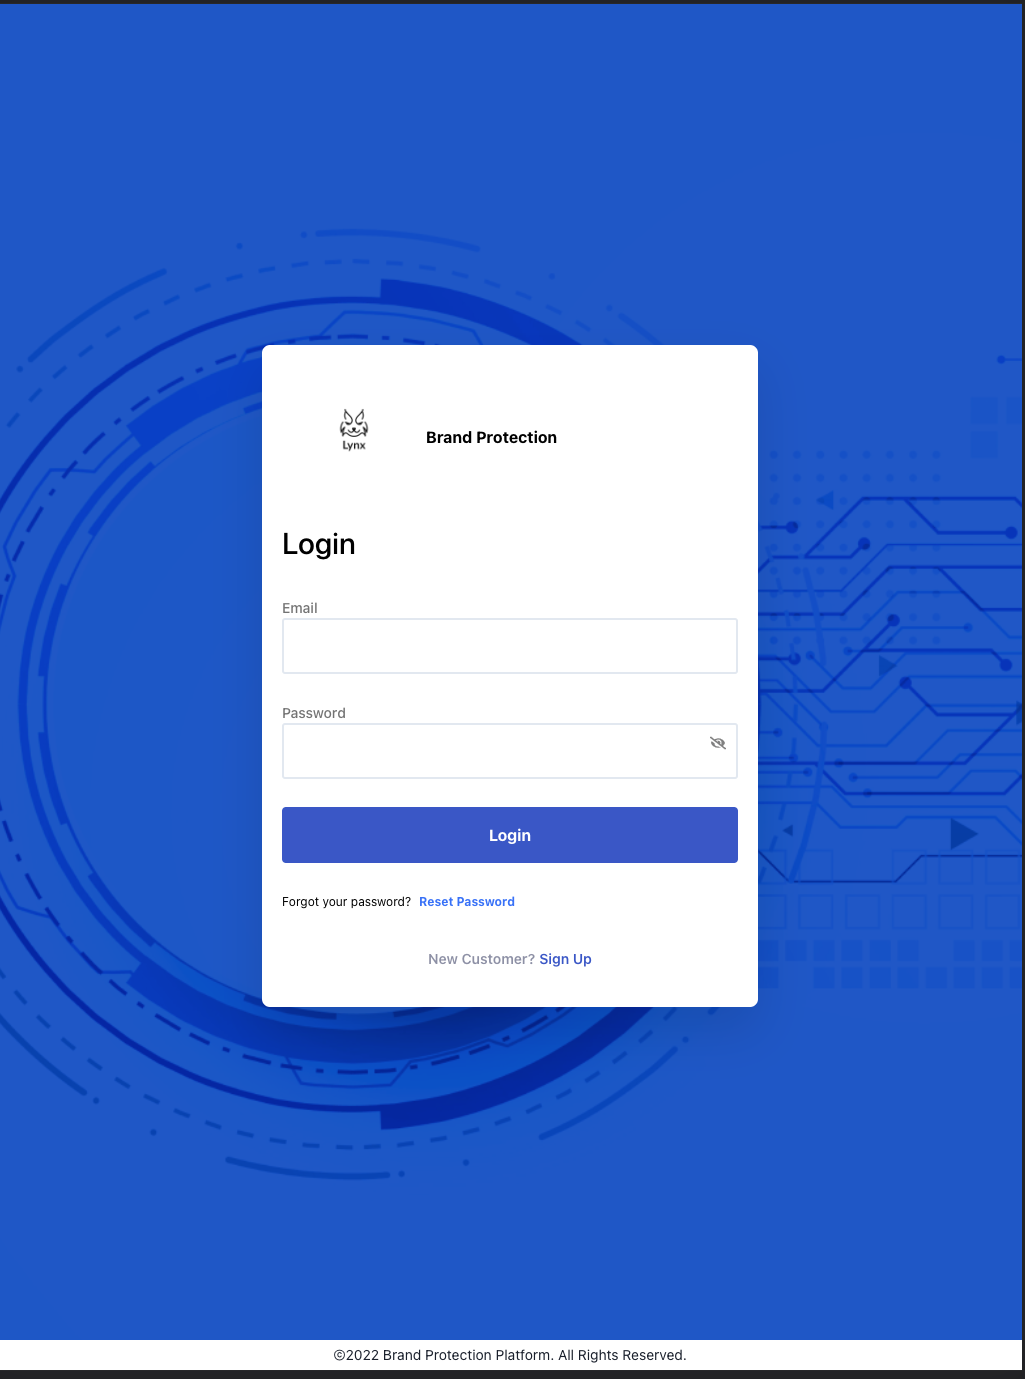 Lynx
Brand Protection
Login
Email
Password
Login
Forgot your password? Reset Password
New Customer? Sign Up
©2022 Brand Protection Platform. All Rights Reserved.